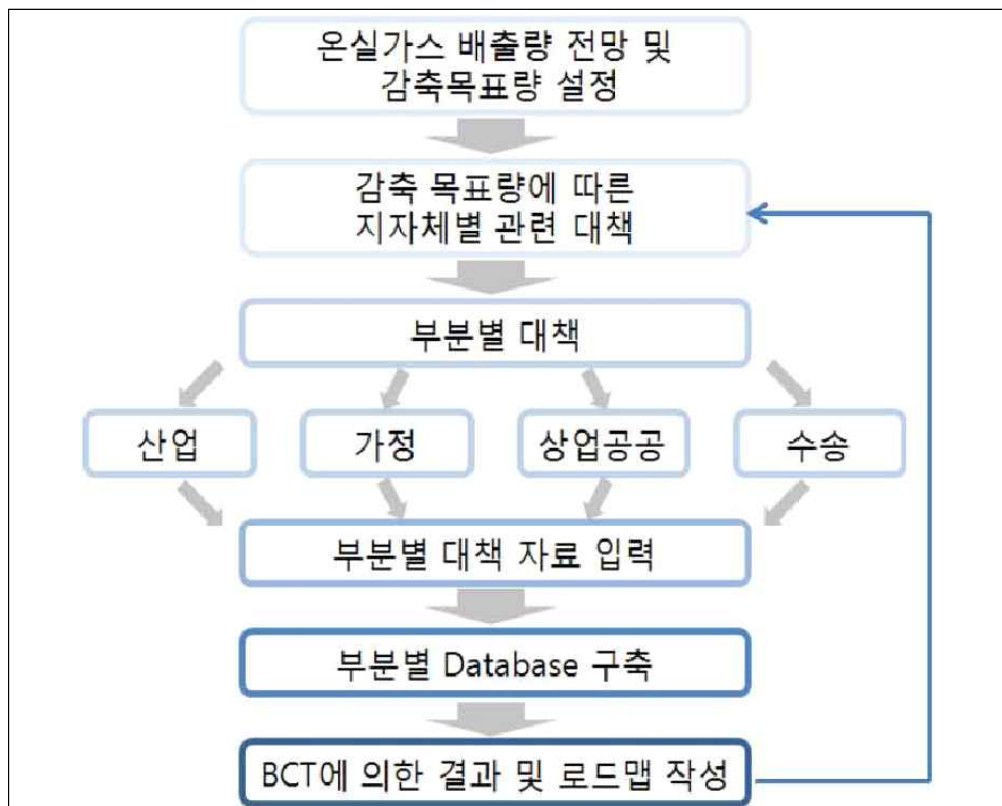 온실가스 배출량 전망 및
감축목표량 설정
감축 목표량에 따른
지자체별 관련 대책
부분별 대책
산업
가정
상업공공
수송
부분별 대책 자료 입력
부분별 Database 구축
BCT에 의한 결과 및 로드맵 작성